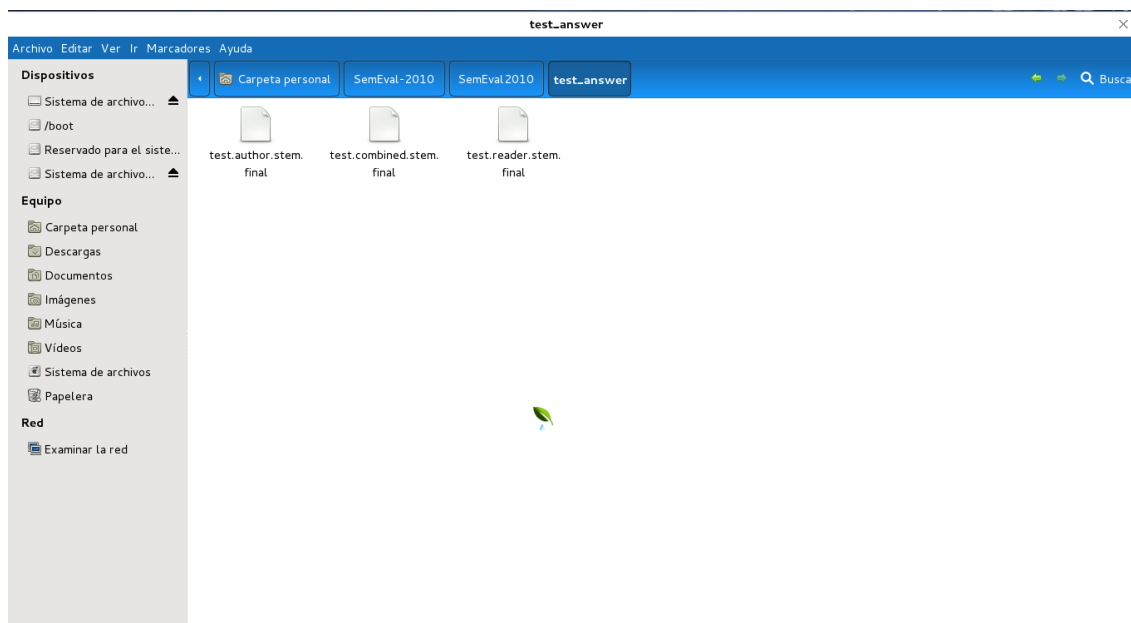 test_answer
Archivo Editar Ver Ir Marcadores Ayuda
Dispositivos
Sistema de archivo...
/boot
Reservado para el siste...
Sistema de archivo...
Equipo
Carpeta personal
Descargas
Documentos
Imágenes
Música
Vídeos
Sistema de archivos
Papelera
Red
Examinar la red
Carpeta personal SemEval-2010 SemEval2010 test_answer Busca
test.author.stem.
final
test.combined.stem.
final
test.reader.stem.
final